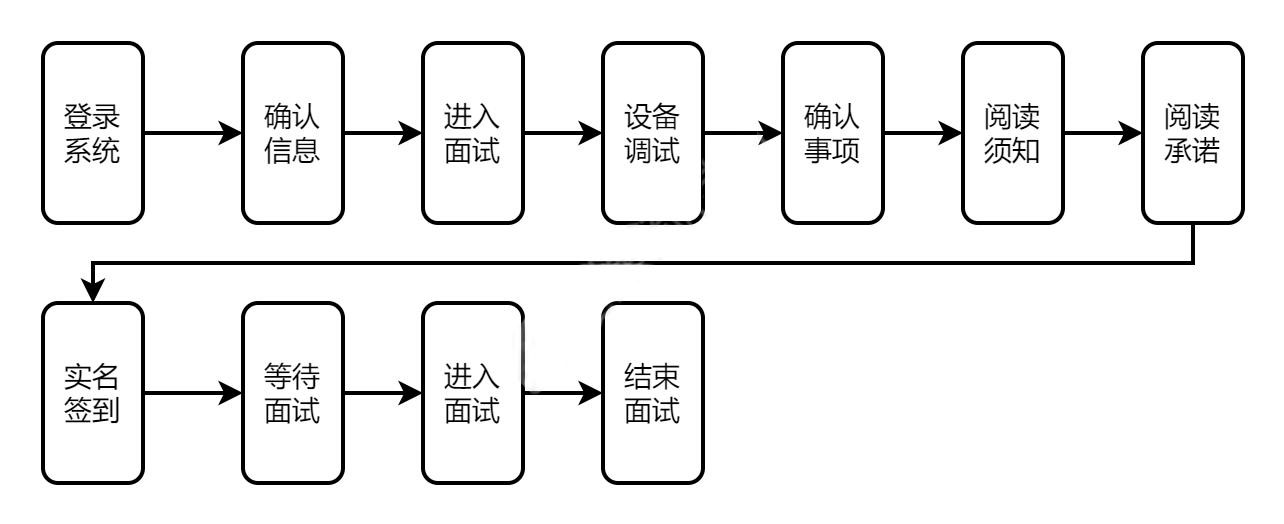 登录
系统
确认
信息
进入
面试
设备
调试
确认
事项
阅读
须知
阅读
承诺
实名
签到
等待
面试
进入
面试
结束
面试